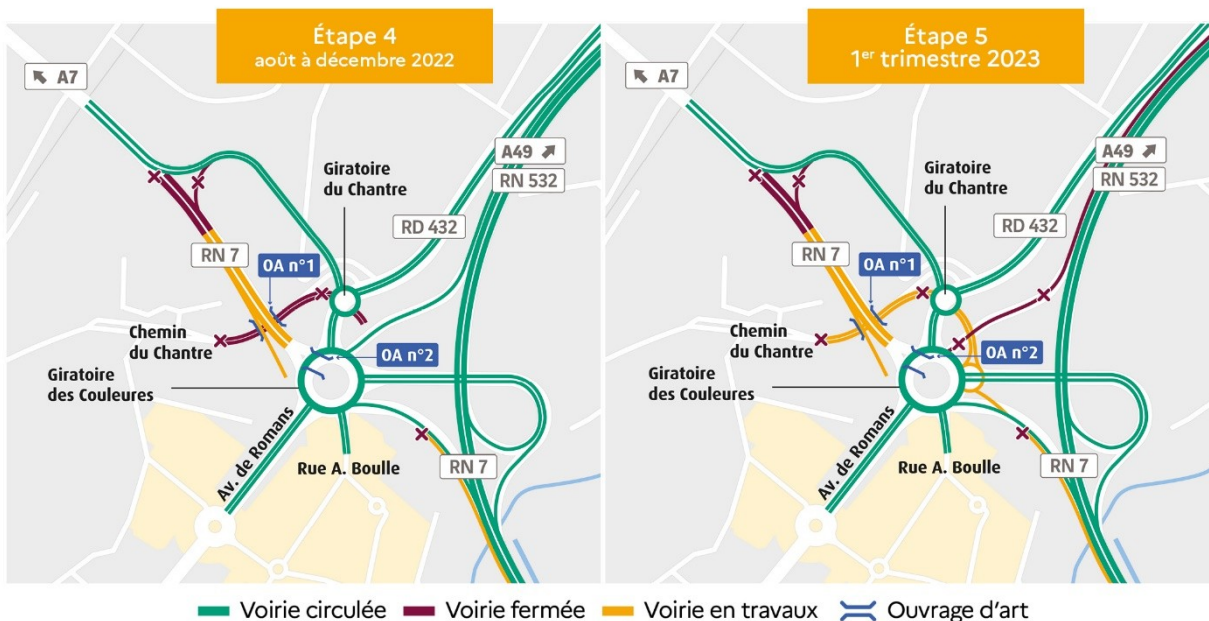 Étape 4
août à décembre 2022
A7
A49
RN 532
Giratoire
du Chantre
RD 432
RN 7
OA n°1
Chemin
du Chantre
OA n°2
Giratoire
des Couleures
Av. de Romans
Rue A. Boulle
RN 7
Étape 5
1er trimestre 2023
A7
A49
RN 532
Giratoire
du Chantre
RD 432
RN 7
OA n°1
Chemin
du Chantre
OA n°2
Giratoire
des Couleures
Av. de Romans
Rue A. Boulle
RN 7
Voirie circulée Voirie fermée Voirie en travaux Ouvrage d'art